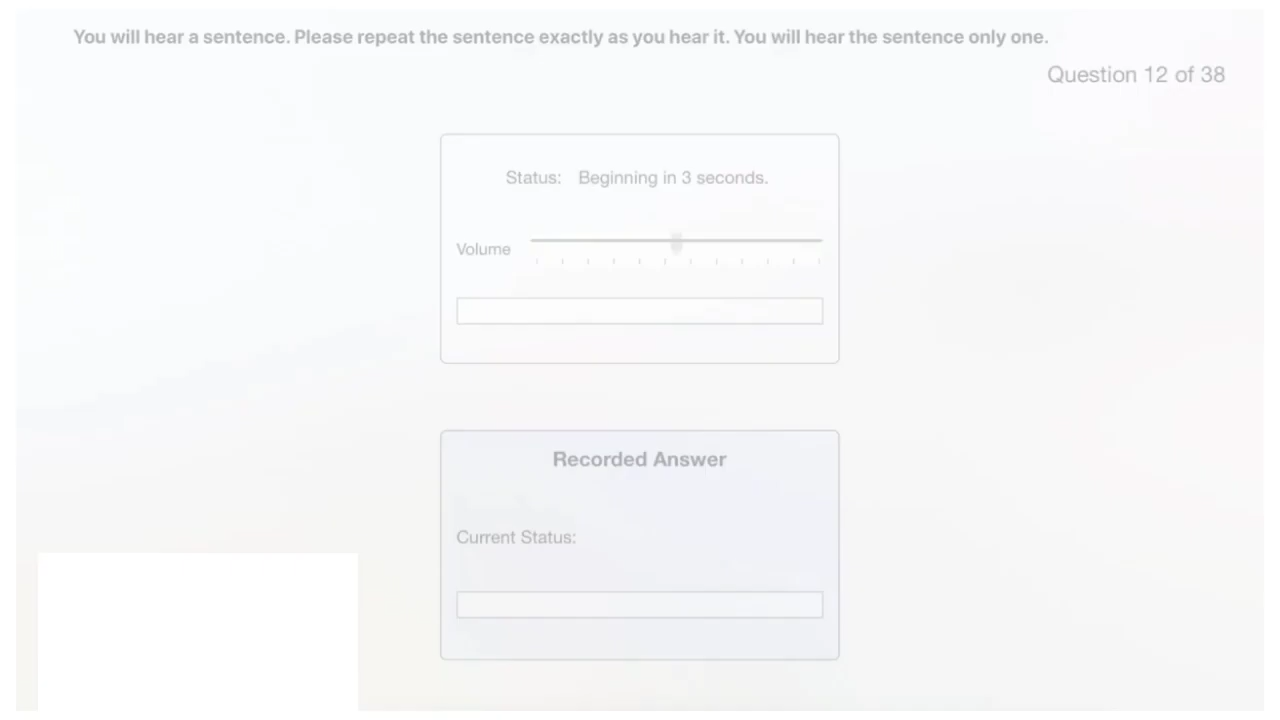 You will hear a sentence. Please repeat the sentence exactly as you hear it. You will hear the sentence only one.
Question 12 of 38
Status: Beginning in 3 seconds.
Volume
Recorded Answer
Current Status: